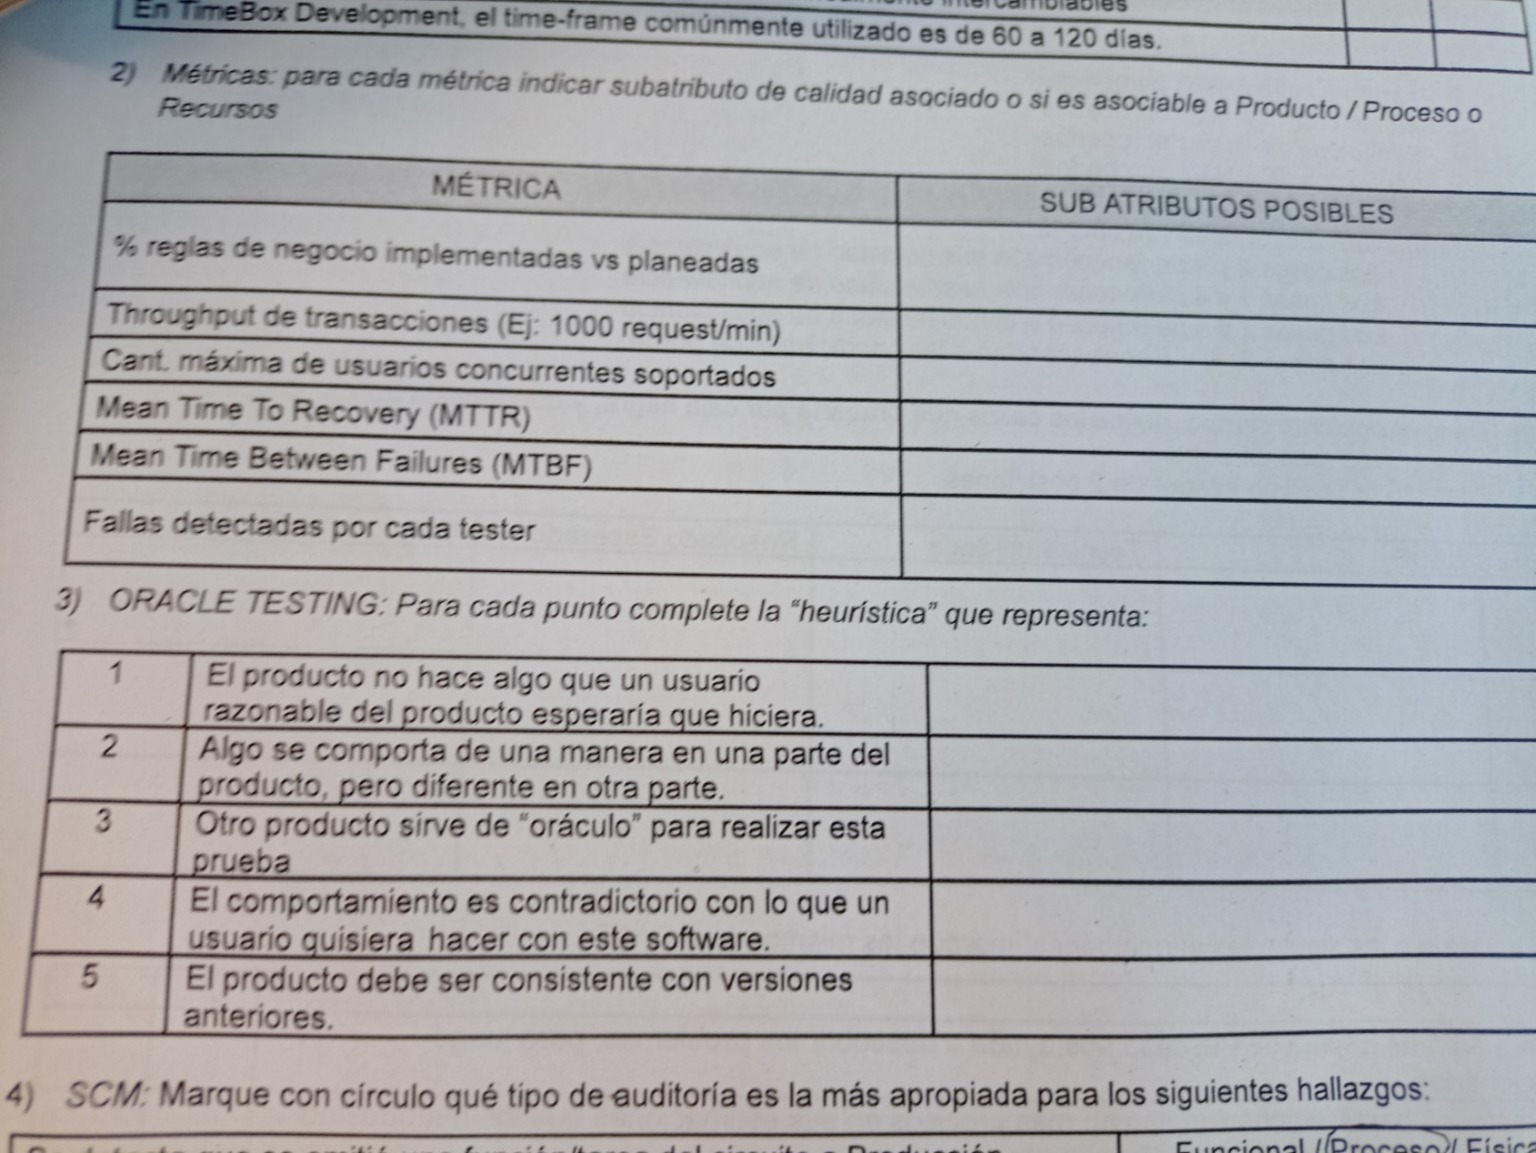 intercambiables
En TimeBox Development, el time-frame comúnmente utilizado es de 60 a 120 días.
2) Métricas: para cada métrica indicar subatributo de calidad asociado o si es asociable a Producto / Proceso o
Recursos
MÉTRICA SUB ATRIBUTOS POSIBLES
% reglas de negocio implementadas vs planeadas
Throughput de transacciones (Ej: 1000 request/min)
Cant. máxima de usuarios concurrentes soportados
Mean Time To Recovery (MTTR)
Mean Time Between Failures (MTBF)
Fallas detectadas por cada tester
3) ORACLE TESTING: Para cada punto complete la “heurística” que representa:
1 El producto no hace algo que un usuario
razonable del producto esperaría que hiciera.
2 Algo se comporta de una manera en una parte del
producto, pero diferente en otra parte.
3 Otro producto sirve de “oráculo” para realizar esta
prueba
4 El comportamiento es contradictorio con lo que un
usuario quisiera hacer con este software.
5 El producto debe ser consistente con versiones
anteriores.
4) SCM: Marque con círculo qué tipo de auditoría es la más apropiada para los siguientes hallazgos:
Funcional / Proceso / Física